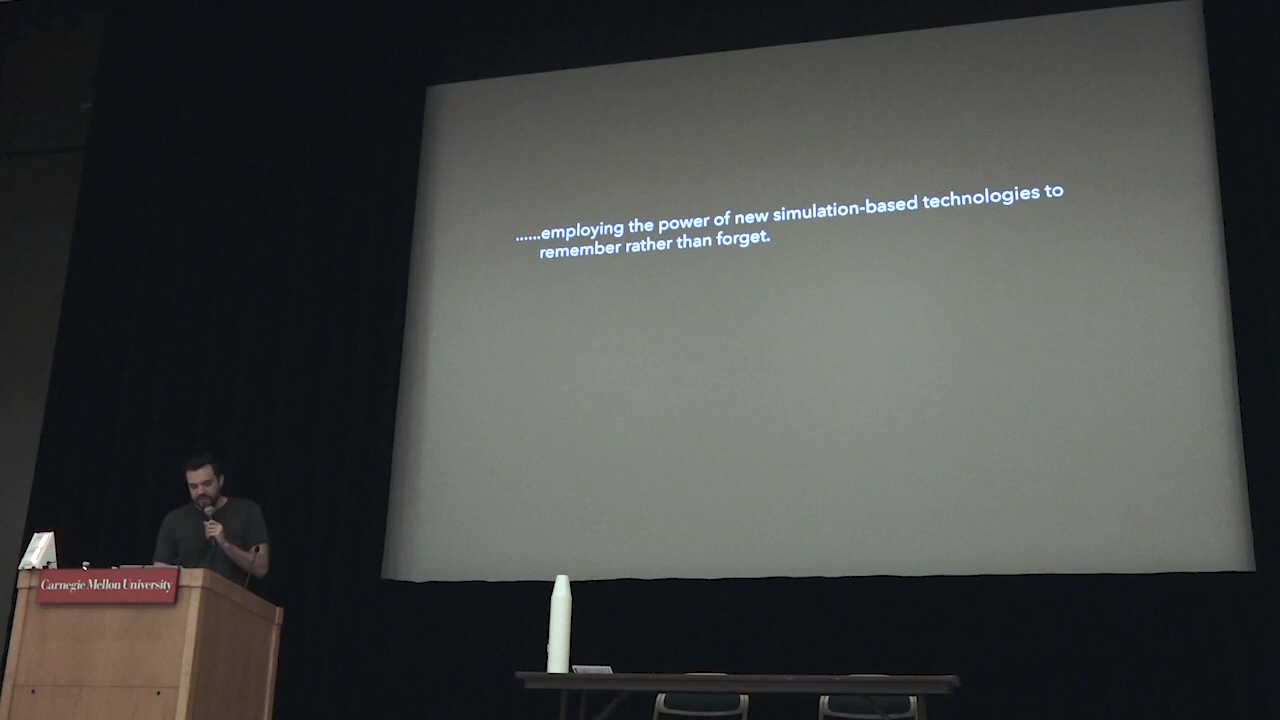 ......employing the power of new simulation-based technologies to
remember rather than forget.
Carnegie Mellon University